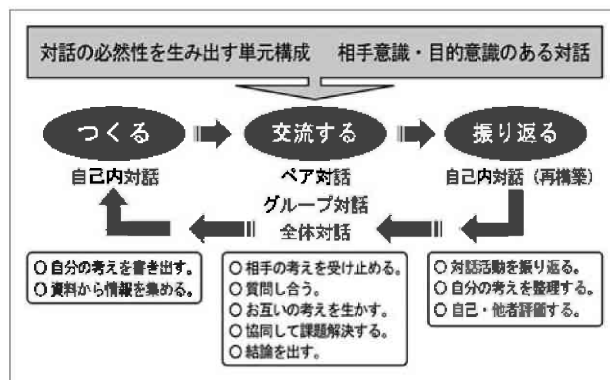 対話の必然性を生み出す単元構成　相手意識・目的意識のある対話
つくる
交流する
振り返る
自己内対話
ペア対話
自己内対話（再構築）
グループ対話
全体対話
○自分の考えを書き出す。
○資料から情報を集める。
○相手の考えを受け止める。
○質問し合う。
○お互いの考えを生かす。
○協同して課題解決する。
○結論を出す。
○対話活動を振り返る。
○自分の考えを整理する。
○自己・他者評価する。